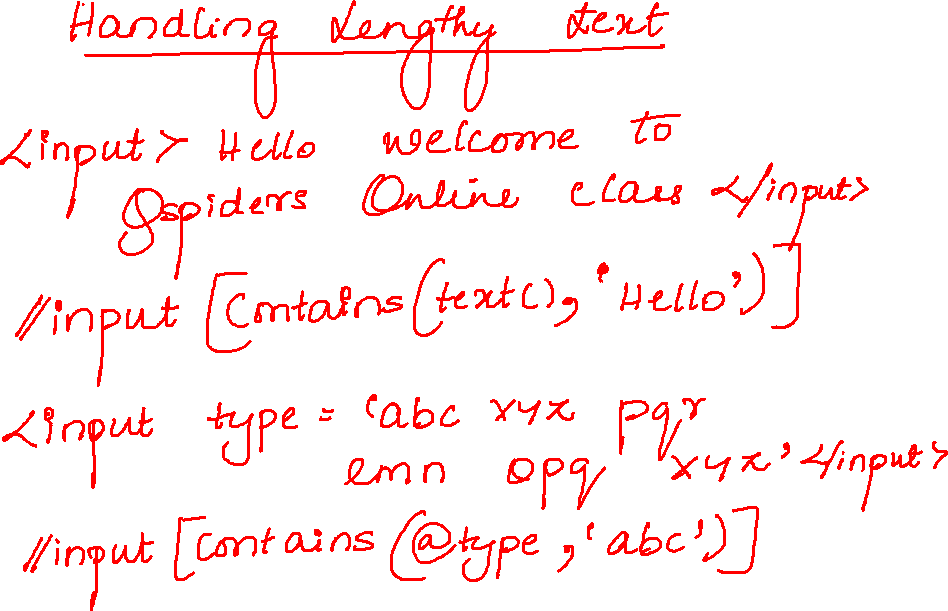 Handling Lengthy text
<input> Hello welcome to
Qspiders Online class </input>
//input [Contains(text(), 'Hello')]
<input type = 'abc xyz pqr
emn opq xyz' </input>
//input [contains (@type, 'abc')]